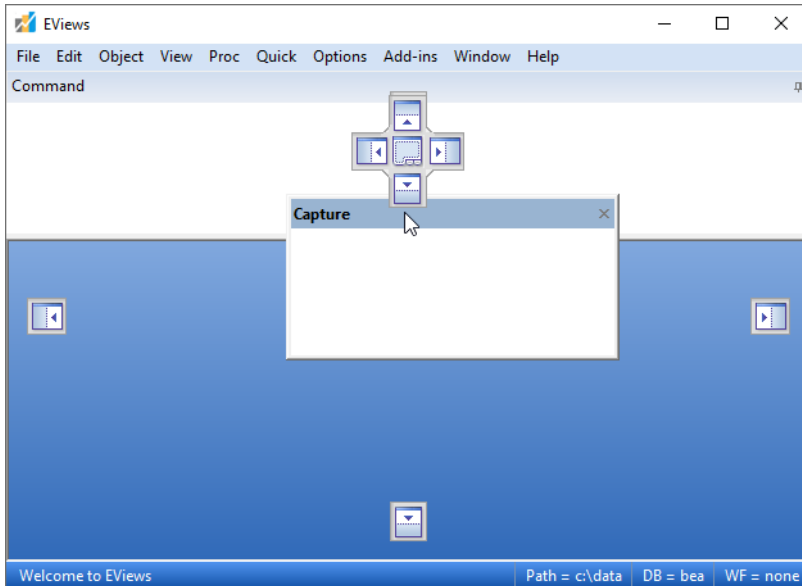 EViews
File Edit Object View Proc Quick Options Add-ins Window Help
Command
Capture
Welcome to EViews Path = c:\data DB = bea WF = none